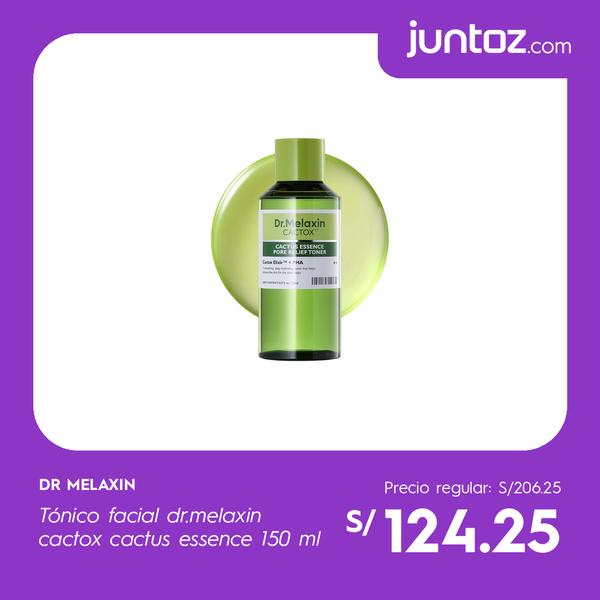 juntoz.com
Dr.Melaxin
CACTOX
CACTUS ESSENCE
PORE RELIEF TONER
DR MELAXIN
Tónico facial dr.melaxin
cactox cactus essence 150 ml
Precio regular: S/206.25
S/ 124.25